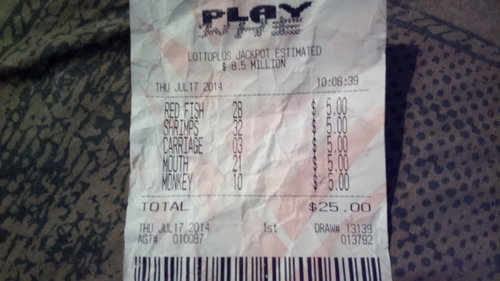 PLAY
WHE
LOTTOPLUS JACKPOT ESTIMATED
$ 8.5 MILLION
THU JUL17 2014 10:08:39
RED FISH 28 $ 5.00
SHRIMPS 32 $ 5.00
CARRIAGE 03 $ 5.00
MOUTH 21 $ 5.00
MONKEY 10 $ 5.00
TOTAL $25.00
THU JUL17 2014 1st DRAW# 13139
AGT# 010087 013792